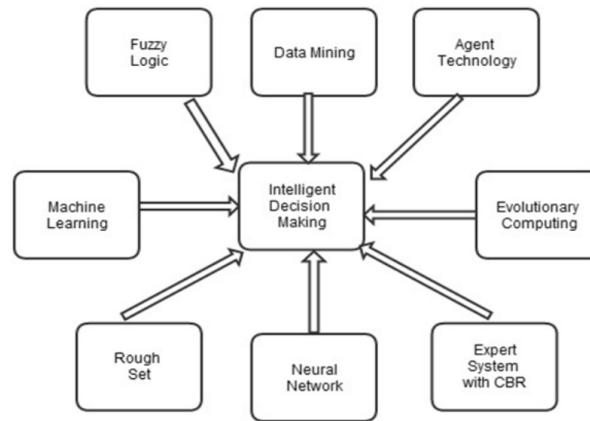 Fuzzy
Logic
Data Mining
Agent
Technology
Machine
Learning
Intelligent
Decision
Making
Evolutionary
Computing
Rough
Set
Neural
Network
Expert
System
with CBR